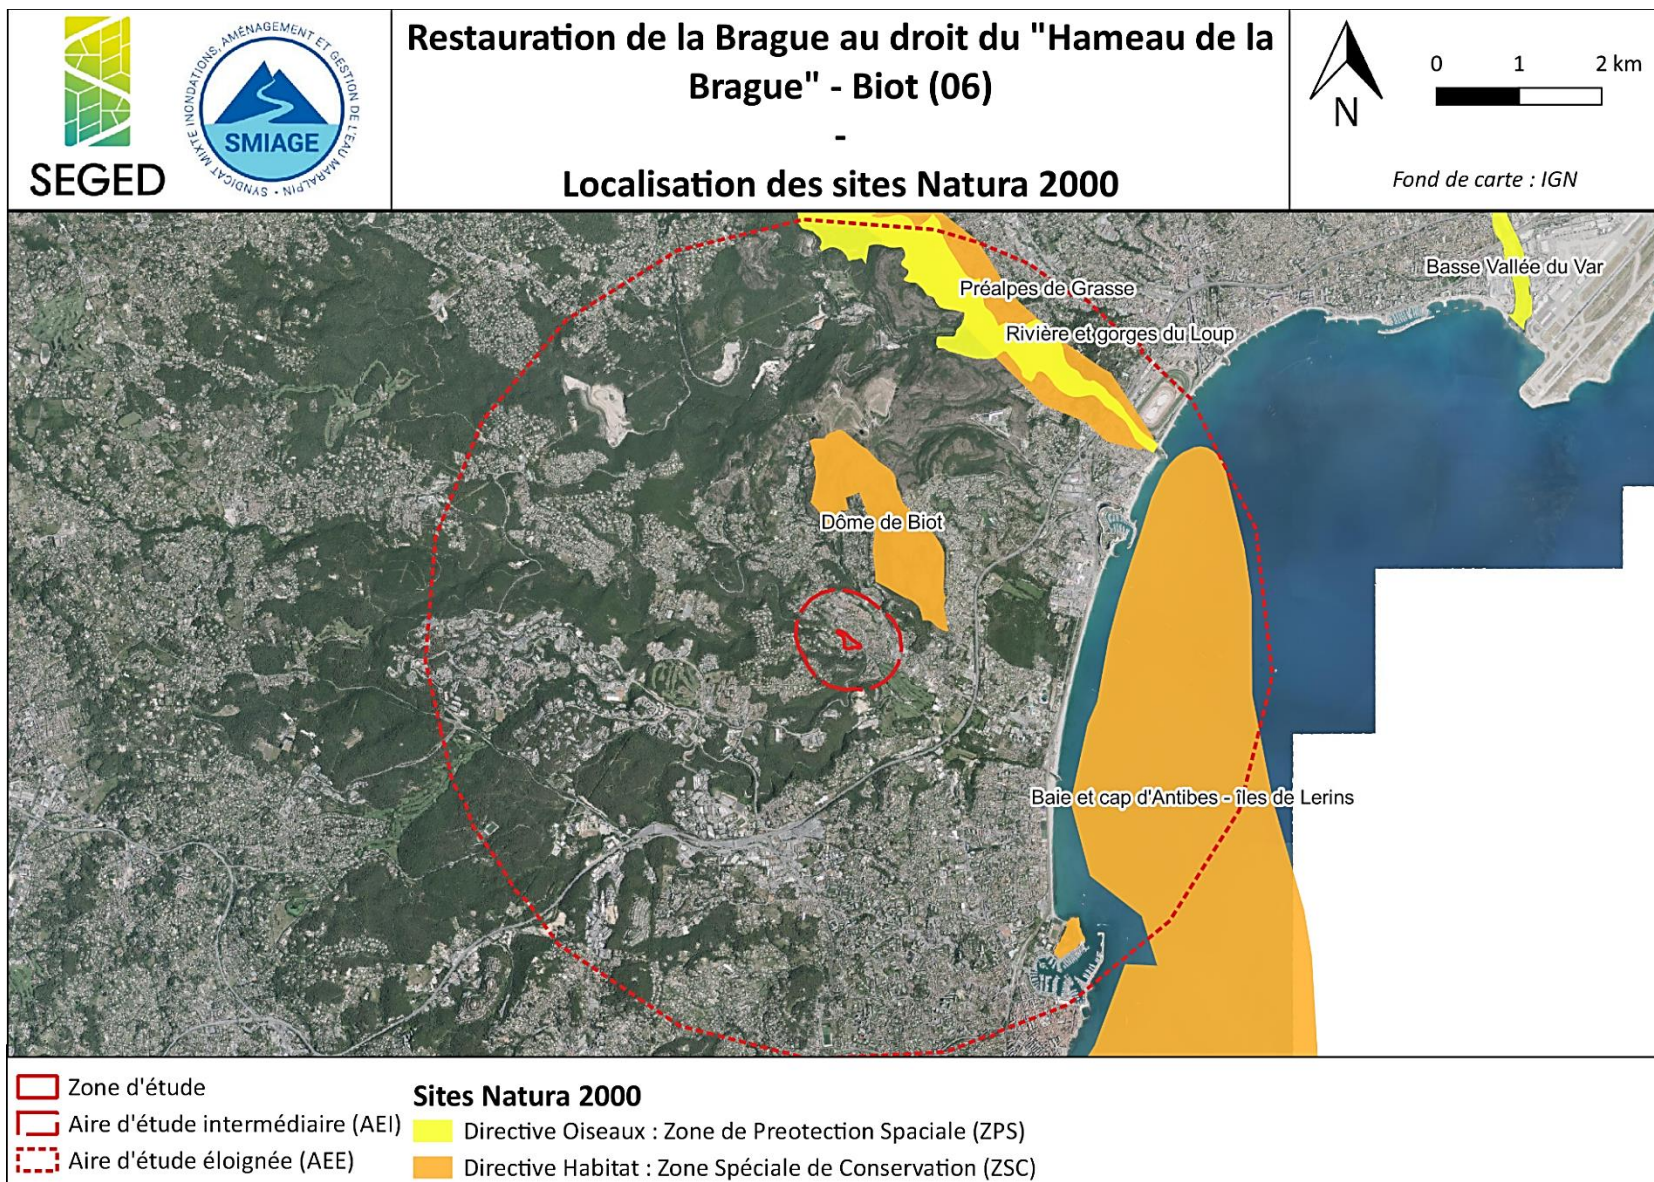 SEGED
SYNDICAT MIXTE INONDATIONS, AMÉNAGEMENT ET GESTION DE L'EAU MARALPIN
SMIAGE
Restauration de la Brague au droit du "Hameau de la
Brague" - Biot (06)
-
Localisation des sites Natura 2000
N
0 1 2 km
Fond de carte : IGN
Basse Vallée du Var
Préalpes de Grasse
Rivière et gorges du Loup
Dôme de Biot
Baie et cap d'Antibes - îles de Lerins
Zone d'étude
Aire d'étude intermédiaire (AEI)
Aire d'étude éloignée (AEE)
Sites Natura 2000
Directive Oiseaux : Zone de Preotection Spaciale (ZPS)
Directive Habitat : Zone Spéciale de Conservation (ZSC)